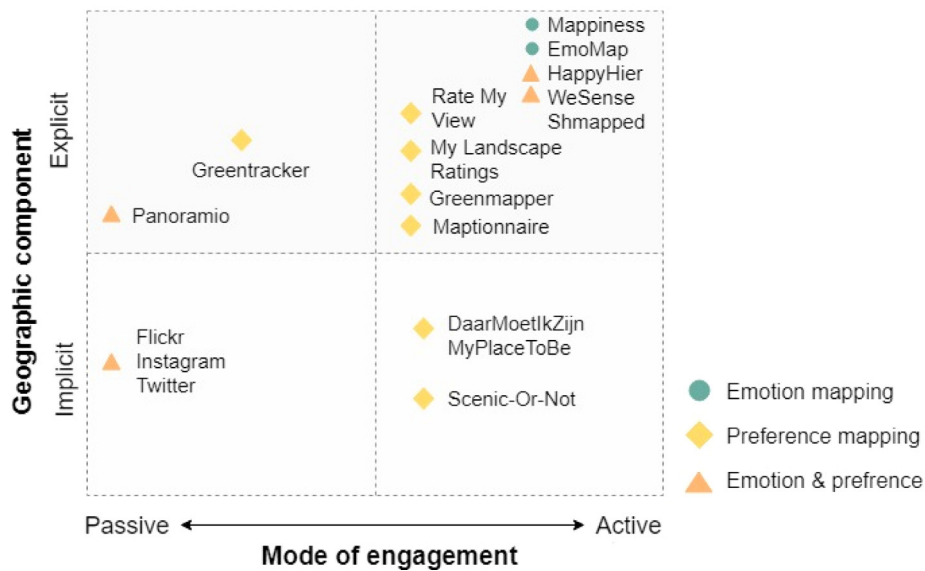 Mappiness
EmoMap
HappyHier
WeSense
Shmapped
Rate My
View
My Landscape
Ratings
Greenmapper
Maptionnaire
Greentracker
Panoramio
Flickr
Instagram
Twitter
DaarMoetIkZijn
MyPlaceToBe
Scenic-Or-Not
Geographic component
Explicit
Implicit
Passive
Active
Mode of engagement
Emotion mapping
Preference mapping
Emotion & prefrence